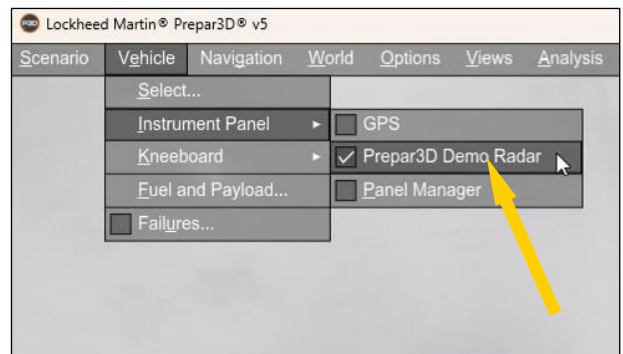 P3D Lockheed Martin® Prepar3D® v5
Scenario Vehicle Navigation World Options Views Analysis
Select...
Instrument Panel GPS
Kneeboard Prepar3D Demo Radar
Fuel and Payload... Panel Manager
Failures...